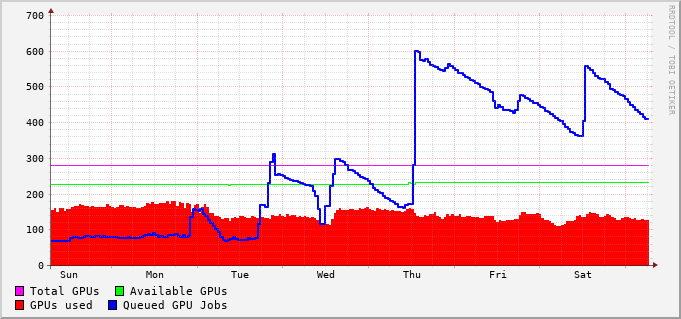 700
600
500
400
300
200
100
0
Sun Mon Tue Wed Thu Fri Sat
Total GPUs Available GPUs
GPUs used Queued GPU Jobs
RRDTOOL / TOBI OETIKER